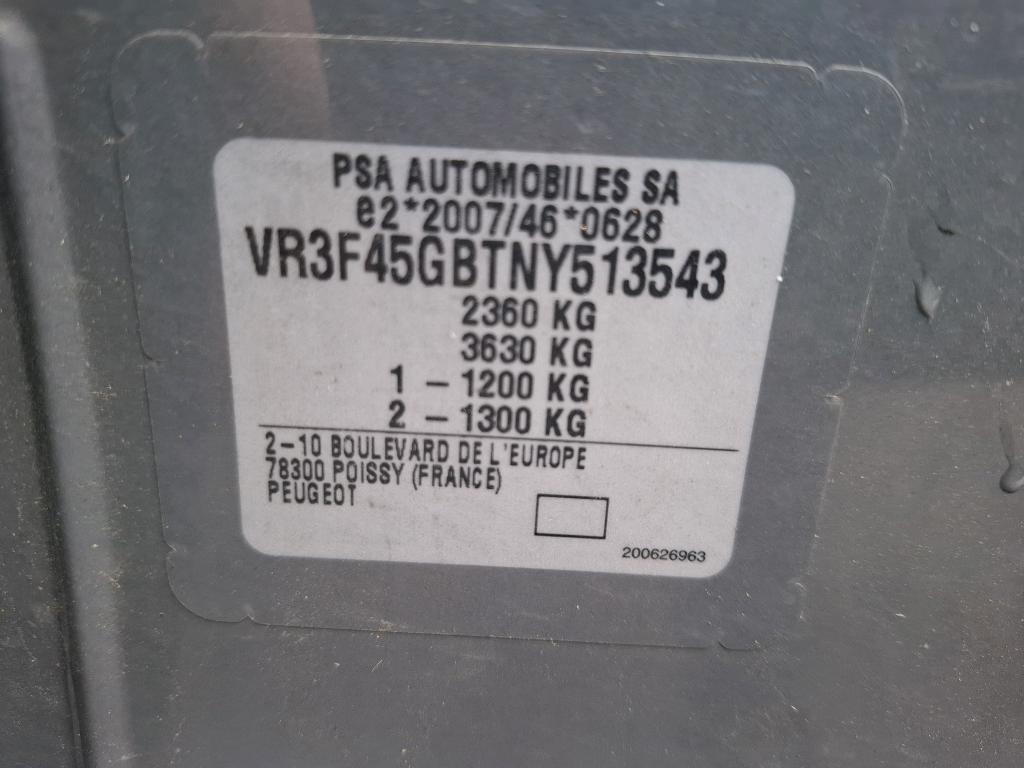 PSA AUTOMOBILES SA
e2*2007/46*0628
VR3F45GBTNY513543
2360 KG
3630 KG
1 – 1200 KG
2 – 1300 KG
2–10 BOULEVARD DE L'EUROPE
78300 POISSY (FRANCE)
PEUGEOT
200626963